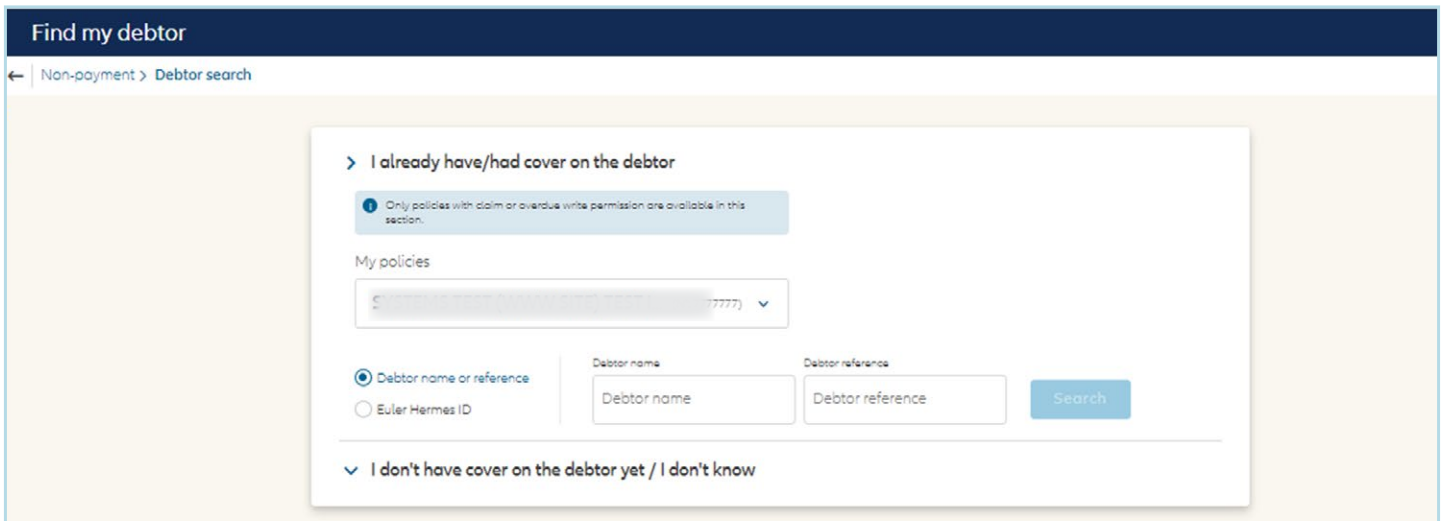 Find my debtor
Non-payment > Debtor search
I already have/had cover on the debtor
Only policies with claim or overdue write permission are available in this
section.
My policies
77777)
Debtor name Debtor reference
Debtor name or reference
Debtor name Debtor reference Search
Euler Hermes ID
I don't have cover on the debtor yet / I don't know